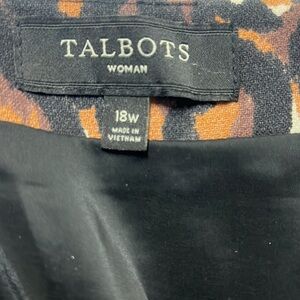 TALBOTS
WOMAN
18W
MADE IN
VIETNAM